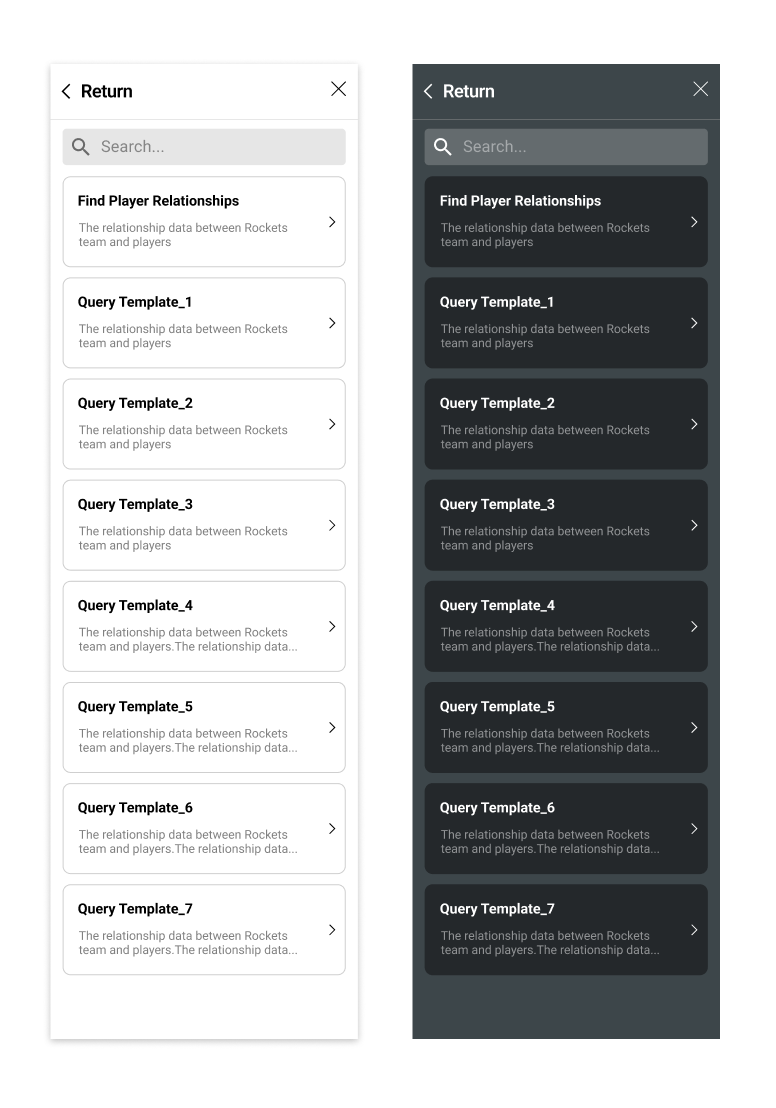 Return
Search...
Find Player Relationships
The relationship data between Rockets
team and players
Query Template_1
The relationship data between Rockets
team and players
Query Template_2
The relationship data between Rockets
team and players
Query Template_3
The relationship data between Rockets
team and players
Query Template_4
The relationship data between Rockets
team and players.The relationship data...
Query Template_5
The relationship data between Rockets
team and players.The relationship data...
Query Template_6
The relationship data between Rockets
team and players.The relationship data...
Query Template_7
The relationship data between Rockets
team and players.The relationship data...
Return
Search...
Find Player Relationships
The relationship data between Rockets
team and players
Query Template_1
The relationship data between Rockets
team and players
Query Template_2
The relationship data between Rockets
team and players
Query Template_3
The relationship data between Rockets
team and players
Query Template_4
The relationship data between Rockets
team and players.The relationship data...
Query Template_5
The relationship data between Rockets
team and players.The relationship data...
Query Template_6
The relationship data between Rockets
team and players.The relationship data...
Query Template_7
The relationship data between Rockets
team and players.The relationship data...